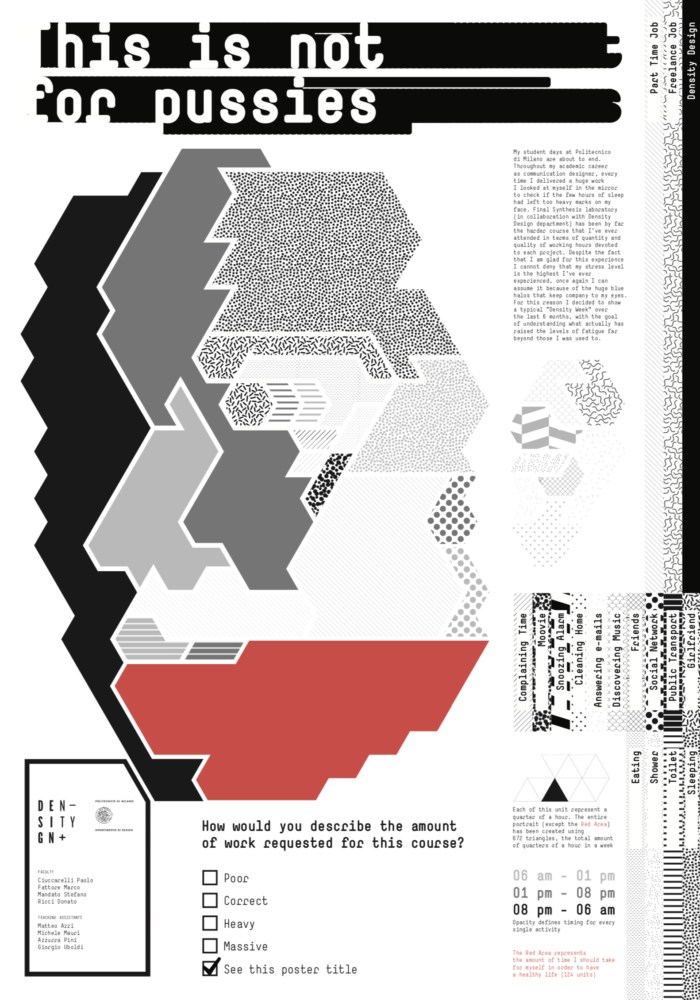 This is not
for pussies
Part Time Job
Freelance Job
Density Design
My student days at Politecnico
di Milano are about to end.
Throughout my academic career
as communication designer, every
time I delivered a huge work
I looked at myself in the mirror
to check if the few hours of sleep
had left too heavy marks on my
face. Final Synthesis laboratory
(in collaboration with Density
Design department) has been by far
the harder course that I've ever
attended in terms of quantity and
quality of working hours devoted
to each project. Despite the fact
that I am glad for this experience
I cannot deny that my stress level
is the highest I've ever
experienced, once again I can
assume it because of the huge blue
halos that keep company to my eyes.
For this reason I decided to show
a typical "Density Week" over
the last 6 months, with the goal
of understanding what actually has
raised the levels of fatigue far
beyond those I was used to.
Complaining Time
Moovie
Snoozing Alarm
Cleaning Home
Answering e-mails
Discovering Music
Friends
Social Network
Public Transport
Girlfriend
Eating
Shower
Toilet
Sleeping
Each of this unit represent a
quarter of a hour. The entire
portrait (except the Red Area)
has been created using
672 triangles, the total amount
of quarters of a hour in a week
06 am - 01 pm
01 pm - 08 pm
08 pm - 06 am
Opacity defines timing for every
single activity
The Red Area represents
the amount of time I should take
for myself in order to have
a healthy life (124 units)
DEN-
SITY
GN+
POLITECNICO DI MILANO
DIPARTIMENTO DI DESIGN
FACULTY
Ciuccarelli Paolo
Fattore Marco
Mandato Stefano
Ricci Donato
TEACHING ASSISTANTS
Matteo Azzi
Michele Mauri
Azzurra Pini
Giorgio Uboldi
How would you describe the amount
of work requested for this course?
Poor
Correct
Heavy
Massive
See this poster title